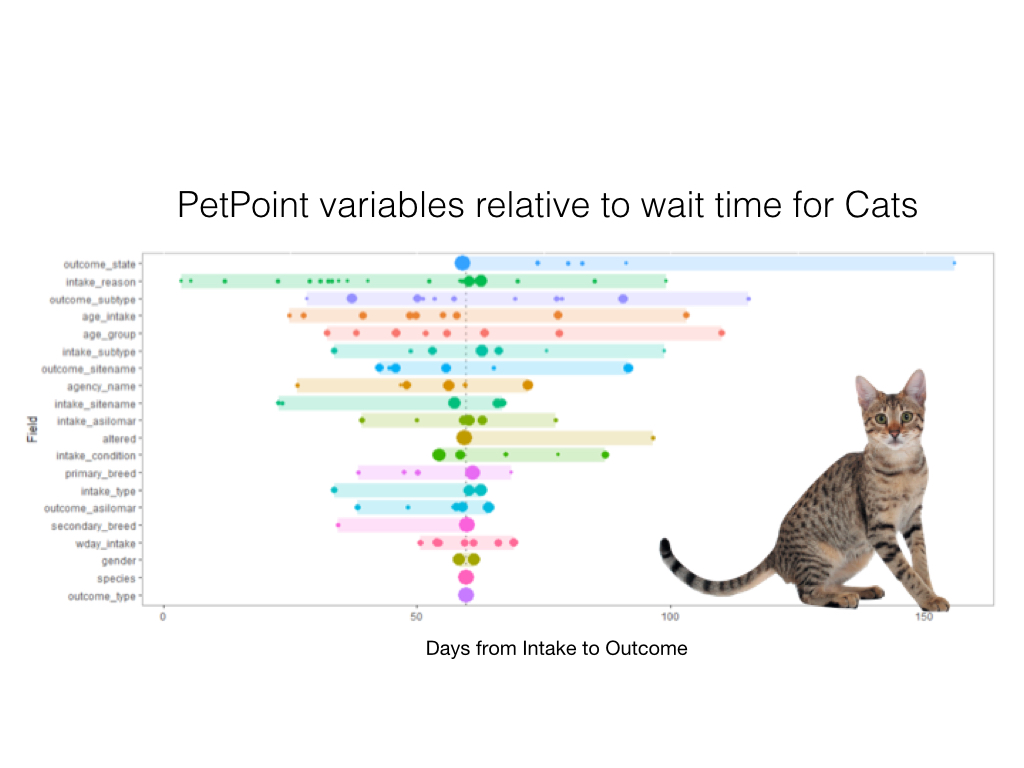 PetPoint variables relative to wait time for Cats
outcome_state
intake_reason
outcome_subtype
age_intake
age_group
intake_subtype
outcome_sitename
agency_name
intake_sitename
intake_asilomar
altered
intake_condition
primary_breed
intake_type
outcome_asilomar
secondary_breed
wday_intake
gender
species
outcome_type
Field
0 50 100 150
Days from Intake to Outcome